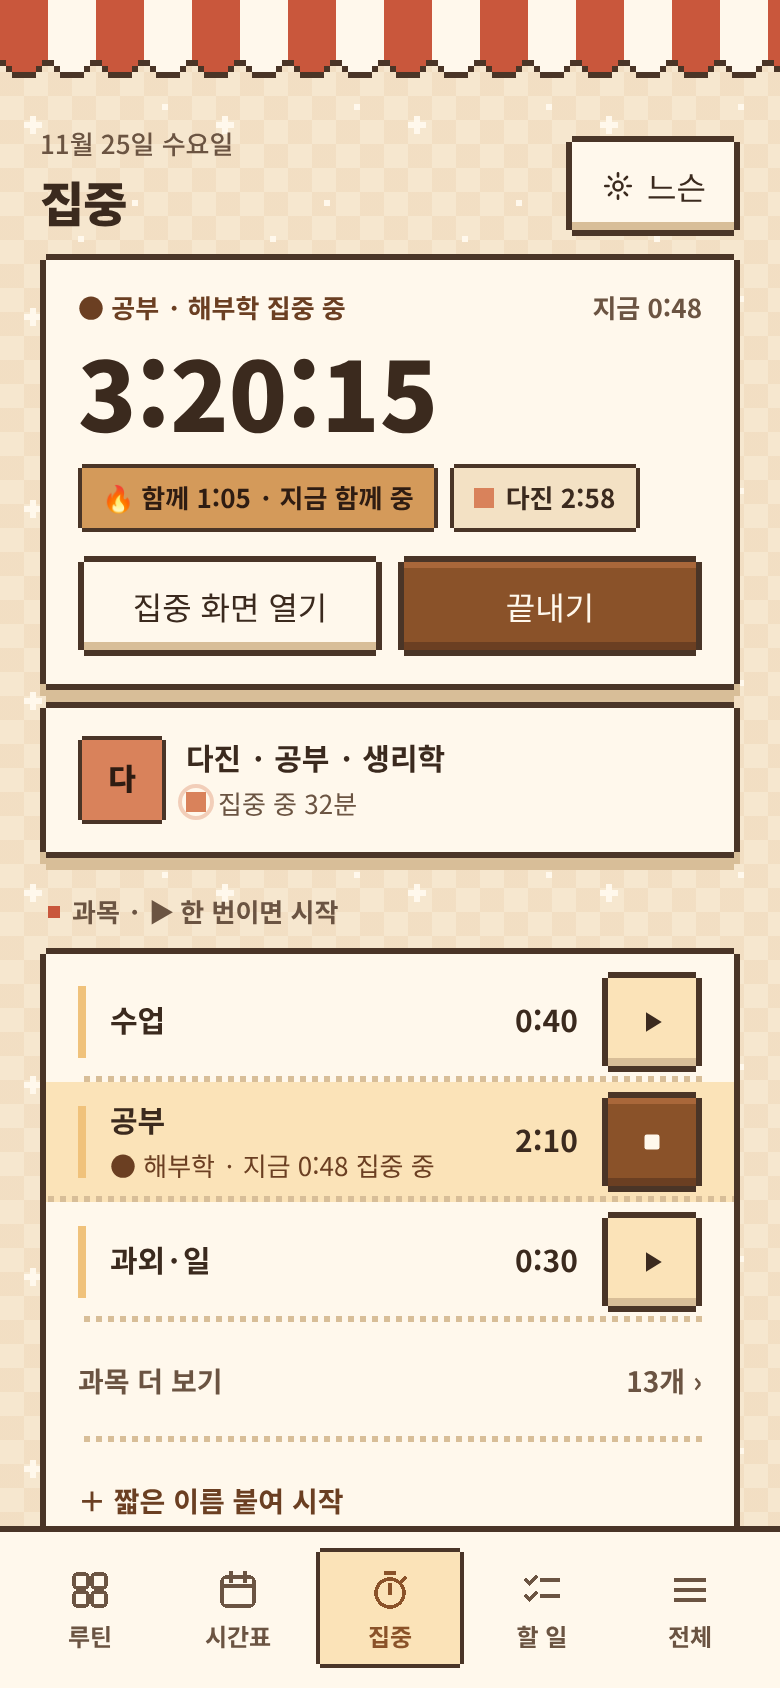 11월 25일 수요일
집중
느슨
공부 · 해부학 집중 중
지금 0:48
3:20:15
🔥 함께 1:05 · 지금 함께 중
다진 2:58
집중 화면 열기
끝내기
다
다진 · 공부 · 생리학
집중 중 32분
과목 · ▶ 한 번이면 시작
수업
0:40
공부
해부학 · 지금 0:48 집중 중
2:10
과외·일
0:30
과목 더 보기
13개 ›
+ 짧은 이름 붙여 시작
루틴
시간표
집중
할 일
전체